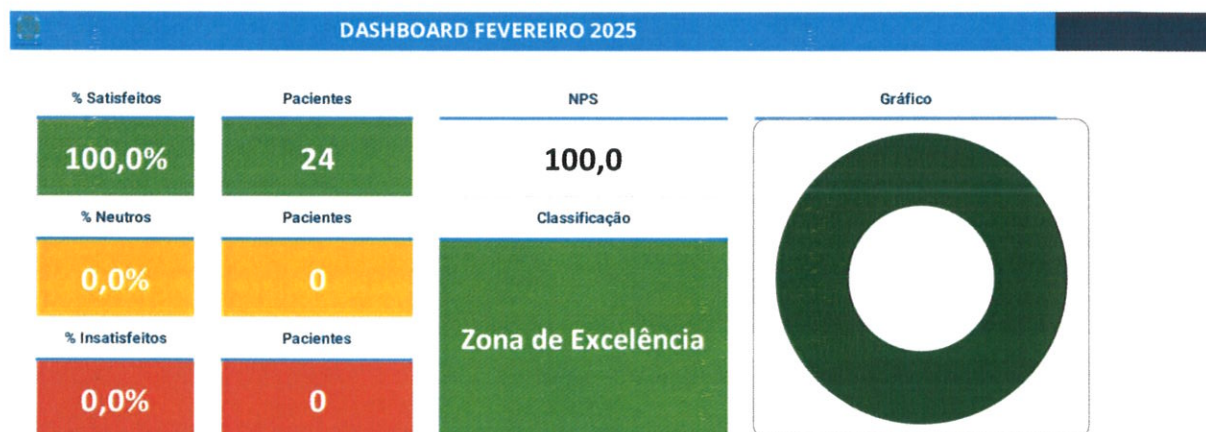 DASHBOARD FEVEREIRO 2025
% Satisfeitos
Pacientes
NPS
Gráfico
100,0%
24
100,0
% Neutros
Pacientes
Classificação
0,0%
0
Zona de Excelência
% Insatisfeitos
Pacientes
0,0%
0